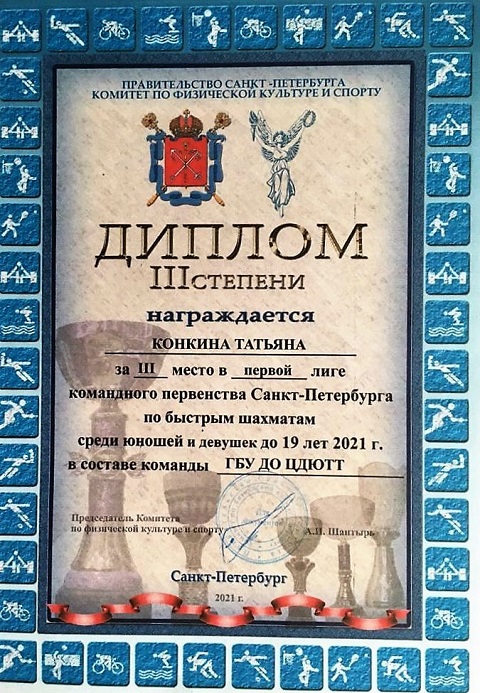 ПРАВИТЕЛЬСТВО САНКТ -ПЕТЕРБУРГА
КОМИТЕТ ПО ФИЗИЧЕСКОЙ КУЛЬТУРЕ И СПОРТУ
ДИПЛОМ
III СТЕПЕНИ
награждается
КОНКИНА ТАТЬЯНА
за III место в первой лиге
командного первенства Санкт-Петербурга
по быстрым шахматам
среди юношей и девушек до 19 лет 2021 г.
в составе команды ГБУ ДО ЦДЮТТ
Председатель Комитета
по физической культуре и спорту
А.И. Шантырь
Санкт-Петербург
2021 г.